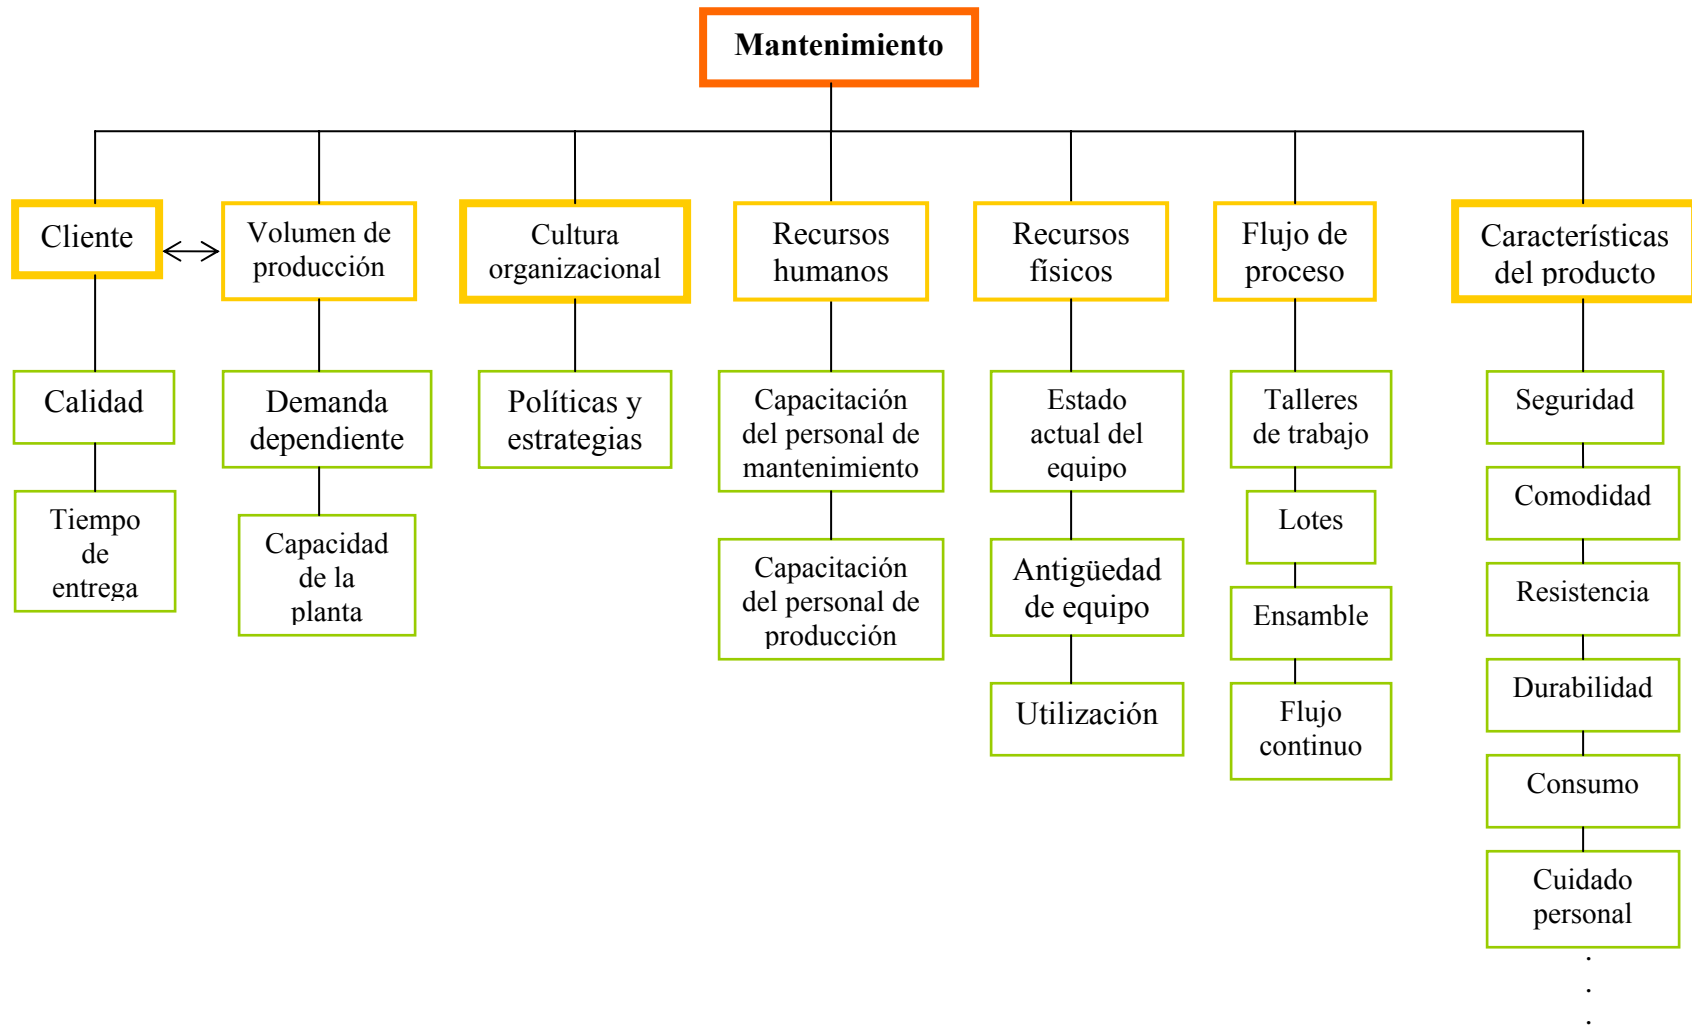 Mantenimiento
Cliente
Volumen de
producción
Cultura
organizacional
Recursos
humanos
Recursos
físicos
Flujo de
proceso
Características
del producto
Calidad
Tiempo
de
entrega
Demanda
dependiente
Capacidad
de la
planta
Políticas y
estrategias
Capacitación
del personal de
mantenimiento
Capacitación
del personal de
producción
Estado
actual del
equipo
Antigüedad
de equipo
Utilización
Talleres
de trabajo
Lotes
Ensamble
Flujo
continuo
Seguridad
Comodidad
Resistencia
Durabilidad
Consumo
Cuidado
personal
.
.
.